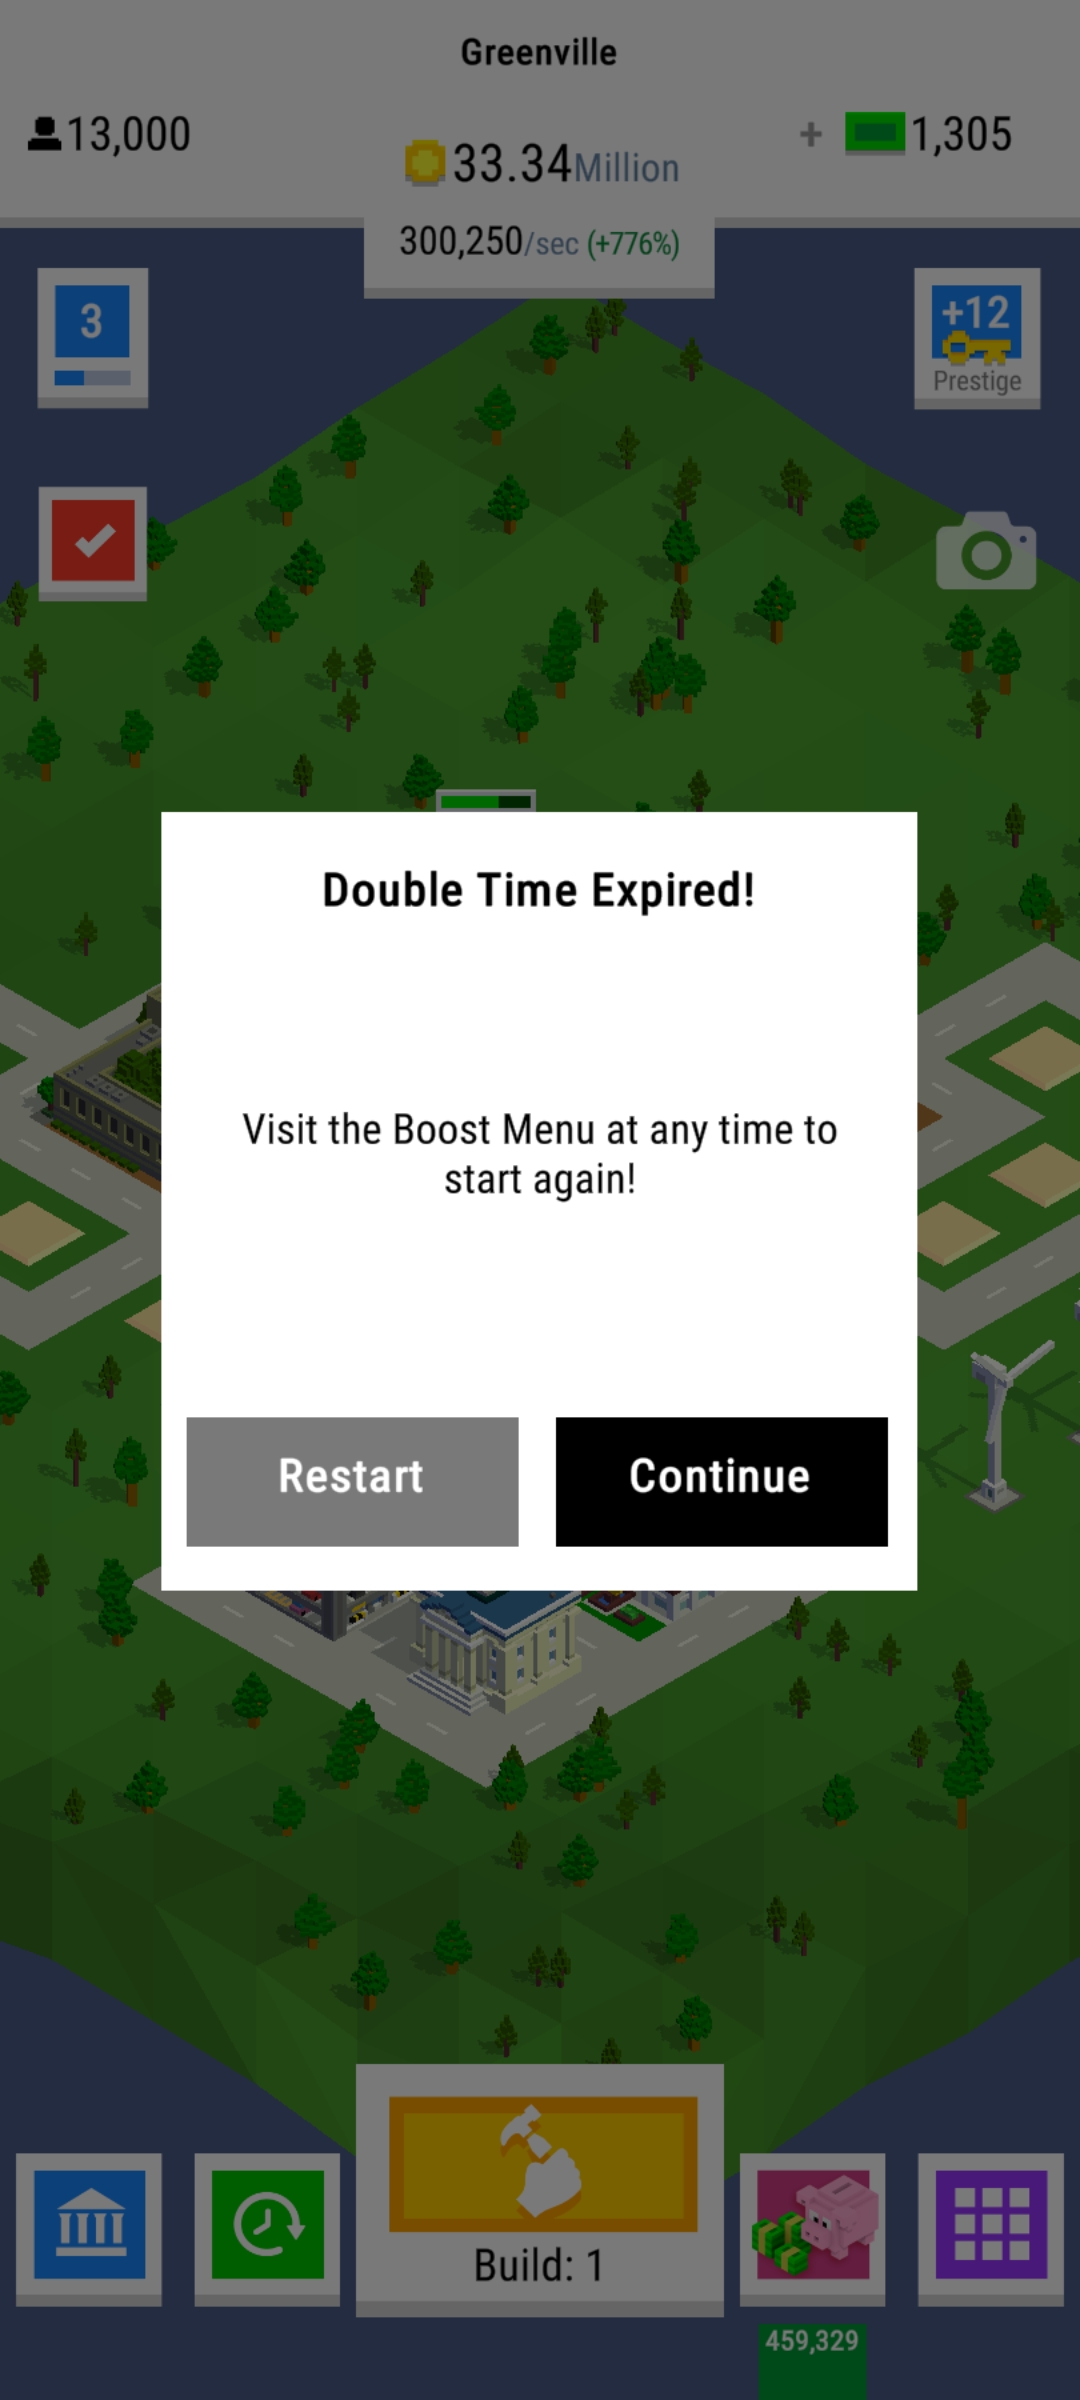 Greenville
13,000
33.34Million
+ 1,305
300,250/sec (+776%)
3
+12
Prestige
Double Time Expired!
Visit the Boost Menu at any time to
start again!
Restart
Continue
Build: 1
459,329